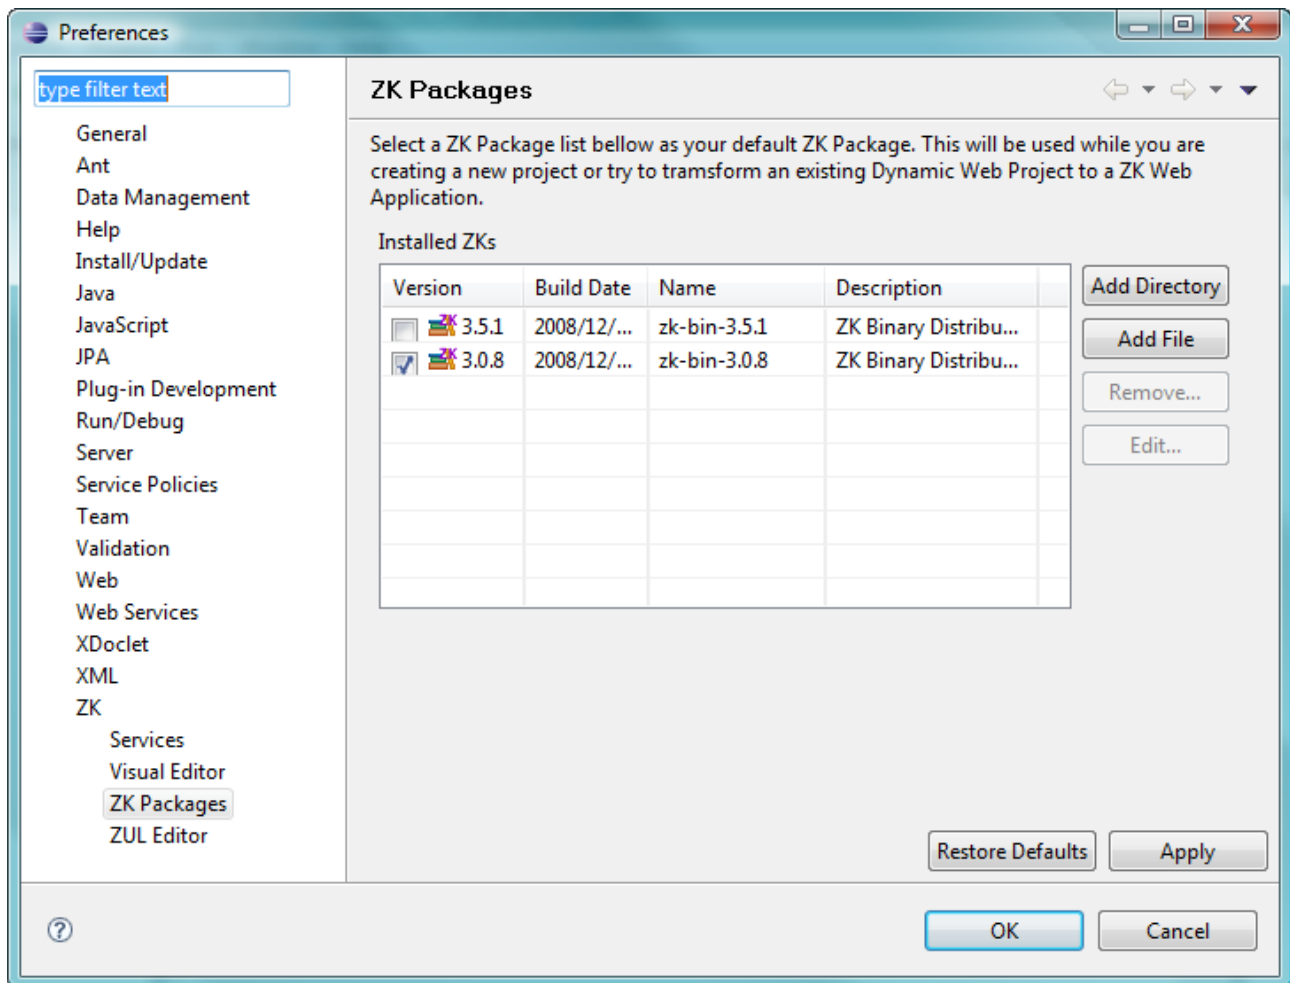 Preferences
type filter text
General
Ant
Data Management
Help
Install/Update
Java
JavaScript
JPA
Plug-in Development
Run/Debug
Server
Service Policies
Team
Validation
Web
Web Services
XDoclet
XML
ZK
Services
Visual Editor
ZK Packages
ZUL Editor
ZK Packages
Select a ZK Package list bellow as your default ZK Package. This will be used while you are
creating a new project or try to tramsform an existing Dynamic Web Project to a ZK Web
Application.
Installed ZKs
Version Build Date Name Description
ZK 3.5.1 2008/12/... zk-bin-3.5.1 ZK Binary Distribu...
ZK 3.0.8 2008/12/... zk-bin-3.0.8 ZK Binary Distribu...
Add Directory
Add File
Remove...
Edit...
Restore Defaults Apply
? OK Cancel